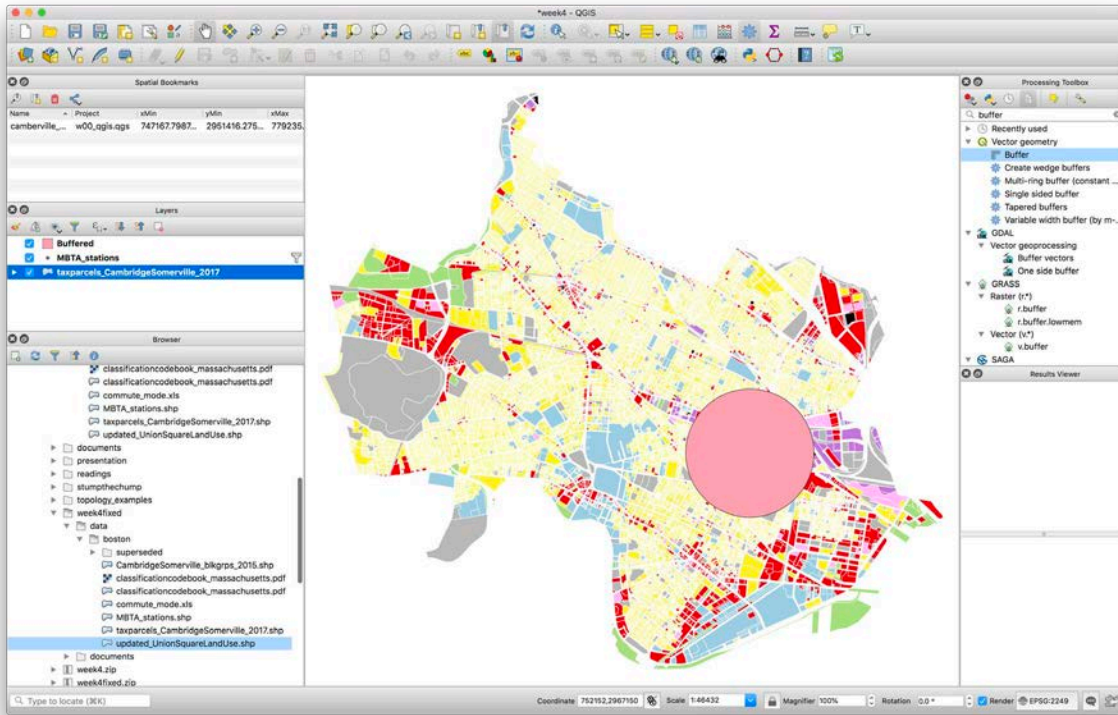 *week4 - QGIS
Spatial Bookmarks
Name Project xMin yMin xMax
camberville_... w00_qgis.qgs 747167.7987... 2951416.275... 779235.
Layers
Buffered
MBTA_stations
taxparcels_CambridgeSomerville_2017
Browser
classificationcodebook_massachusetts.pdf
classificationcodebook_massachusetts.pdf
commute_mode.xls
MBTA_stations.shp
taxparcels_CambridgeSomerville_2017.shp
updated_UnionSquareLandUse.shp
documents
presentation
readings
stumpthechump
topology_examples
week4fixed
data
boston
superseded
CambridgeSomerville_blkgrps_2015.shp
classificationcodebook_massachusetts.pdf
classificationcodebook_massachusetts.pdf
commute_mode.xls
MBTA_stations.shp
taxparcels_CambridgeSomerville_2017.shp
updated_UnionSquareLandUse.shp
documents
week4.zip
week4fixed.zip
Processing Toolbox
buffer
Recently used
Vector geometry
Buffer
Create wedge buffers
Multi-ring buffer (constant ...
Single sided buffer
Tapered buffers
Variable width buffer (by m-...
GDAL
Vector geoprocessing
Buffer vectors
One side buffer
GRASS
Raster (r.*)
r.buffer
r.buffer.lowmem
Vector (v.*)
v.buffer
SAGA
Results Viewer
Type to locate (⌘K)
Coordinate 752152,2967150 Scale 1:46432 Magnifier 100% Rotation 0.0 ° Render EPSG:2249